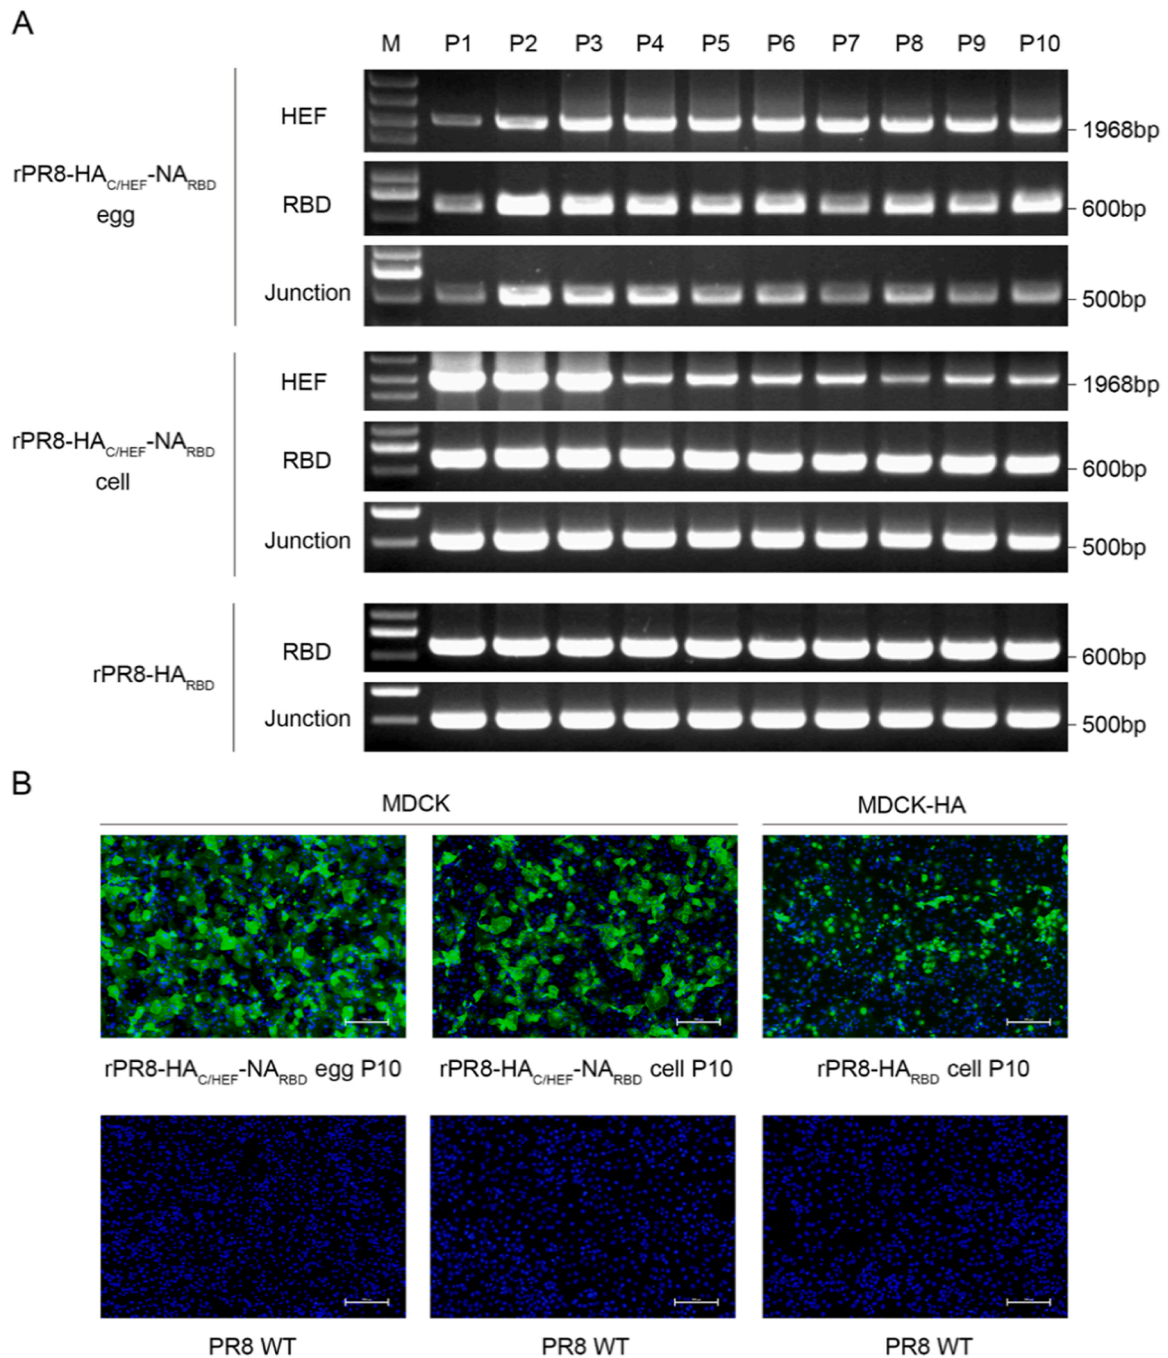 A
M P1 P2 P3 P4 P5 P6 P7 P8 P9 P10
HEF
1968bp
rPR8-HAC/HEF-NARBD
egg
RBD
600bp
Junction
500bp
HEF
1968bp
rPR8-HAC/HEF-NARBD
cell
RBD
600bp
Junction
500bp
RBD
600bp
rPR8-HARBD
Junction
500bp
B
MDCK MDCK-HA
rPR8-HAC/HEF-NARBD egg P10 rPR8-HAC/HEF-NARBD cell P10 rPR8-HARBD cell P10
PR8 WT PR8 WT PR8 WT